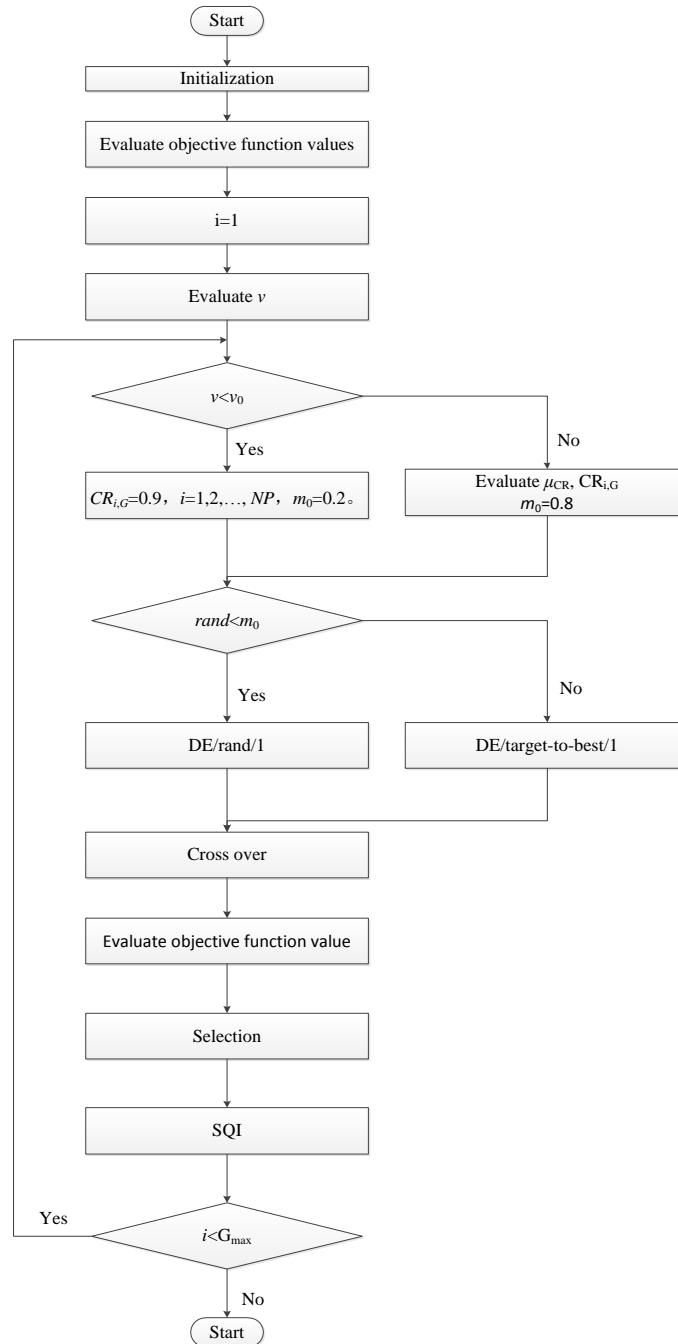 Start
Initialization
Evaluate objective function values
i=1
Evaluate v
v<v₀
Yes
No
CRᵢ,G=0.9，i=1,2,…, NP，m₀=0.2。
Evaluate μCR, CRi,G
m₀=0.8
rand<m₀
Yes
No
DE/rand/1
DE/target-to-best/1
Cross over
Evaluate objective function value
Selection
SQI
Yes
i<Gmax
No
Start